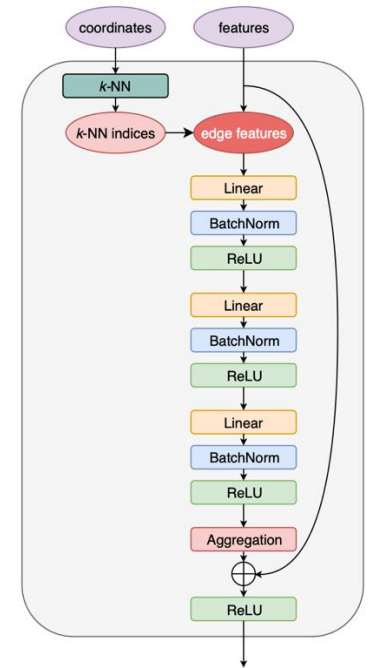 coordinates
features
k-NN
k-NN indices
edge features
Linear
BatchNorm
ReLU
Linear
BatchNorm
ReLU
Linear
BatchNorm
ReLU
Aggregation
ReLU